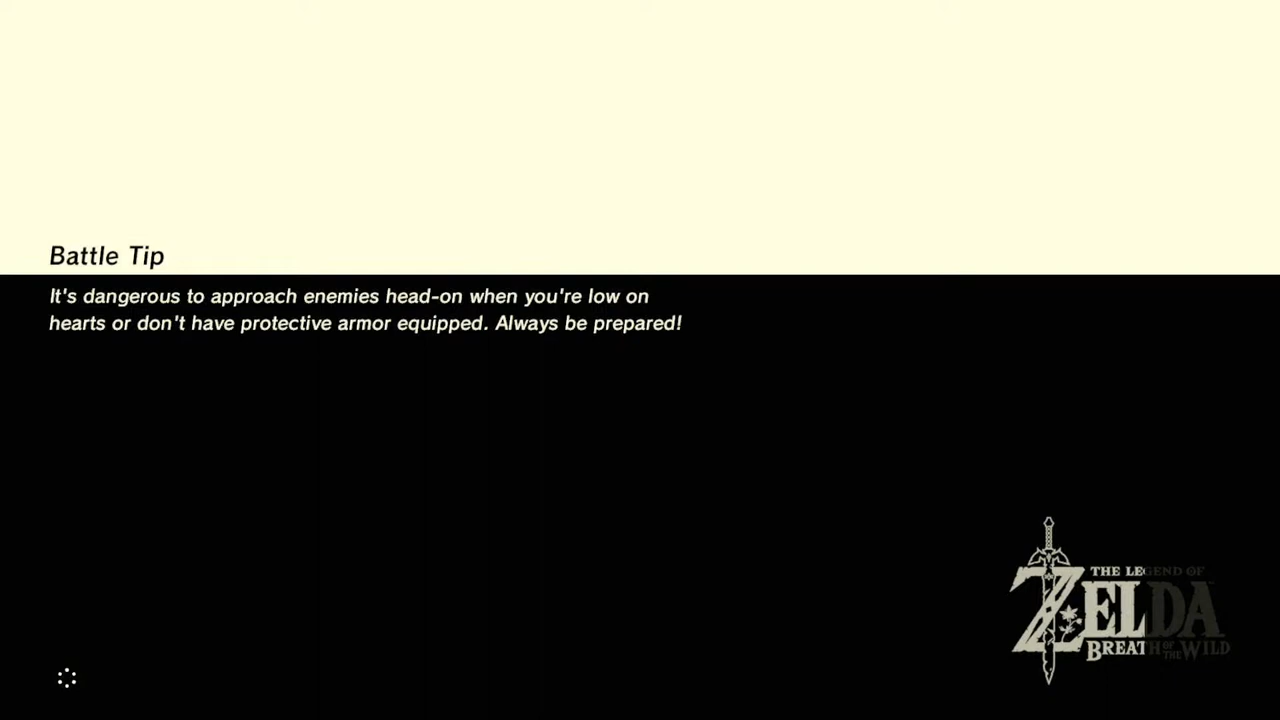 Battle Tip
It's dangerous to approach enemies head-on when you're low on
hearts or don't have protective armor equipped. Always be prepared!
THE LEGEND OF
ZELDA
BREATH OF THE WILD